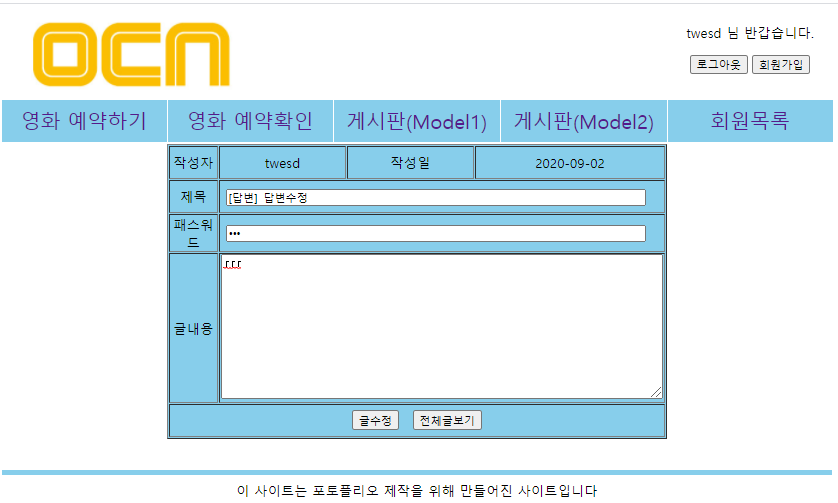 OCN
twesd 님 반갑습니다.
로그아웃 회원가입
영화 예약하기 영화 예약확인 게시판(Model1) 게시판(Model2) 회원목록
작성자 twesd 작성일 2020-09-02
제목 [답변] 답변수정
패스워
드 •••
글내용 ㄹㄹㄹ
글수정 전체글보기
이 사이트는 포토폴리오 제작을 위해 만들어진 사이트입니다